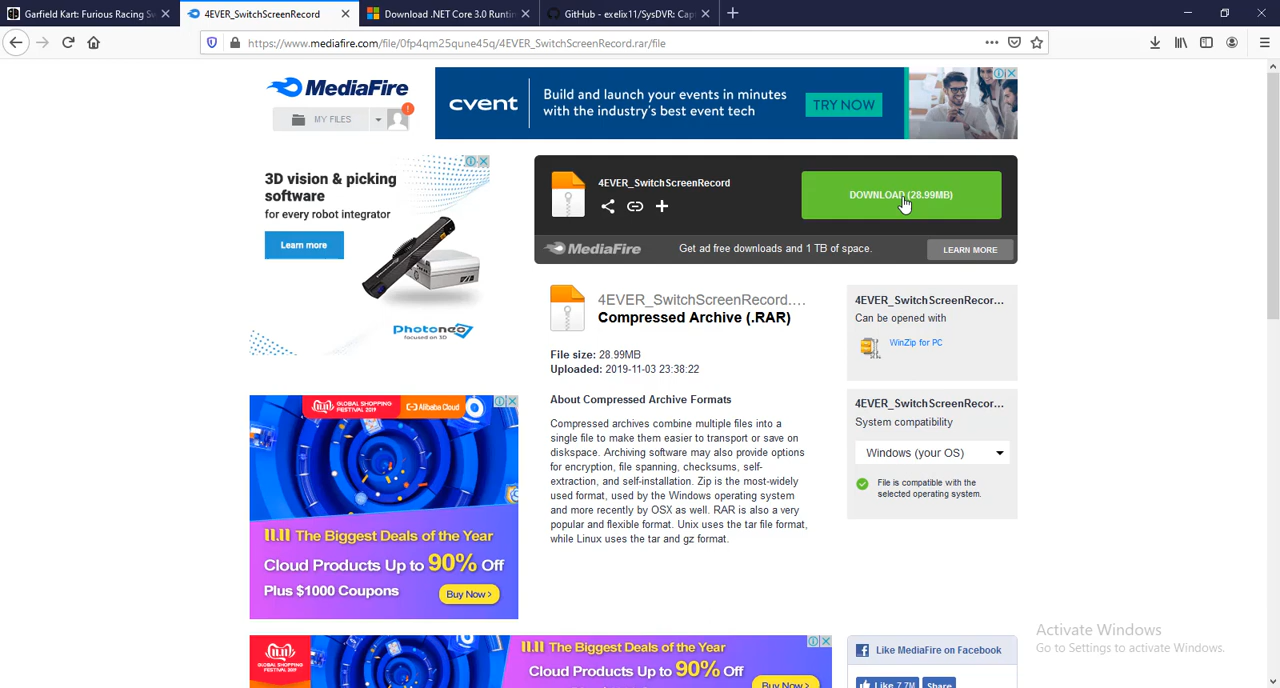 Garfield Kart: Furious Racing Sw
4EVER_SwitchScreenRecord
Download .NET Core 3.0 Runtim
GitHub - exelix11/SysDVR: Cap
https://www.mediafire.com/file/0fp4qm25qune45q/4EVER_SwitchScreenRecord.rar/file
MediaFire
MY FILES
!
cvent
Build and launch your events in minutes
with the industry's best event tech
TRY NOW
3D vision & picking
software
for every robot integrator
Learn more
PHOTONEO
focused on 3D
4EVER_SwitchScreenRecord
DOWNLOAD (28.99MB)
MediaFire
Get ad free downloads and 1 TB of space.
LEARN MORE
4EVER_SwitchScreenRecord....
Compressed Archive (.RAR)
File size: 28.99MB
Uploaded: 2019-11-03 23:38:22
About Compressed Archive Formats
Compressed archives combine multiple files into a
single file to make them easier to transport or save on
diskspace. Archiving software may also provide options
for encryption, file spanning, checksums, self-
extraction, and self-installation. Zip is the most-widely
used format, used by the Windows operating system
and more recently by OSX as well. RAR is also a very
popular and flexible format. Unix uses the tar file format,
while Linux uses the tar and gz format.
4EVER_SwitchScreenRecor...
Can be opened with
WinZip for PC
4EVER_SwitchScreenRecor...
System compatibility
Windows (your OS)
File is compatible with the
selected operating system.
GLOBAL SHOPPING
FESTIVAL 2019
Alibaba Cloud
11.11 The Biggest Deals of the Year
Cloud Products Up to 90% Off
Plus $1000 Coupons
Buy Now >
GLOBAL SHOPPING
FESTIVAL 2019
11.11 The Biggest Deals of the Year
Cloud Products Up to 90% Off
Buy Now >
Like MediaFire on Facebook
Like 7.7M
Share
Activate Windows
Go to Settings to activate Windows.